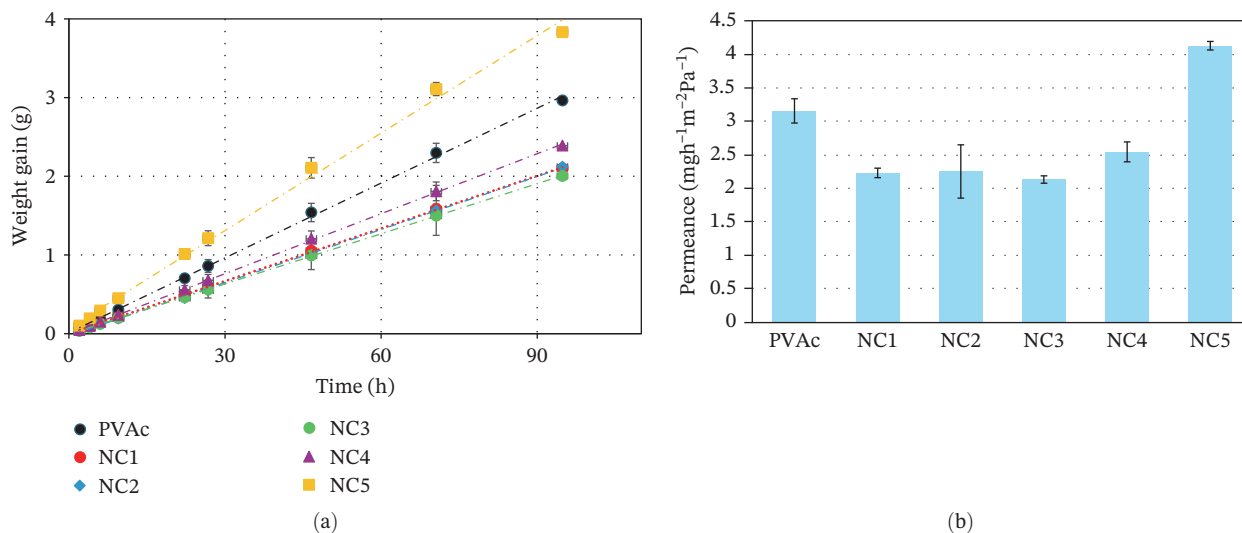 4
3
2
1
0
Weight gain (g)
0 30 60 90
Time (h)
PVAc
NC1
NC2
NC3
NC4
NC5
(a)
4.5
4
3.5
3
2.5
2
1.5
1
0.5
0
Permeance (mgh⁻¹m⁻²Pa⁻¹)
PVAc NC1 NC2 NC3 NC4 NC5
(b)